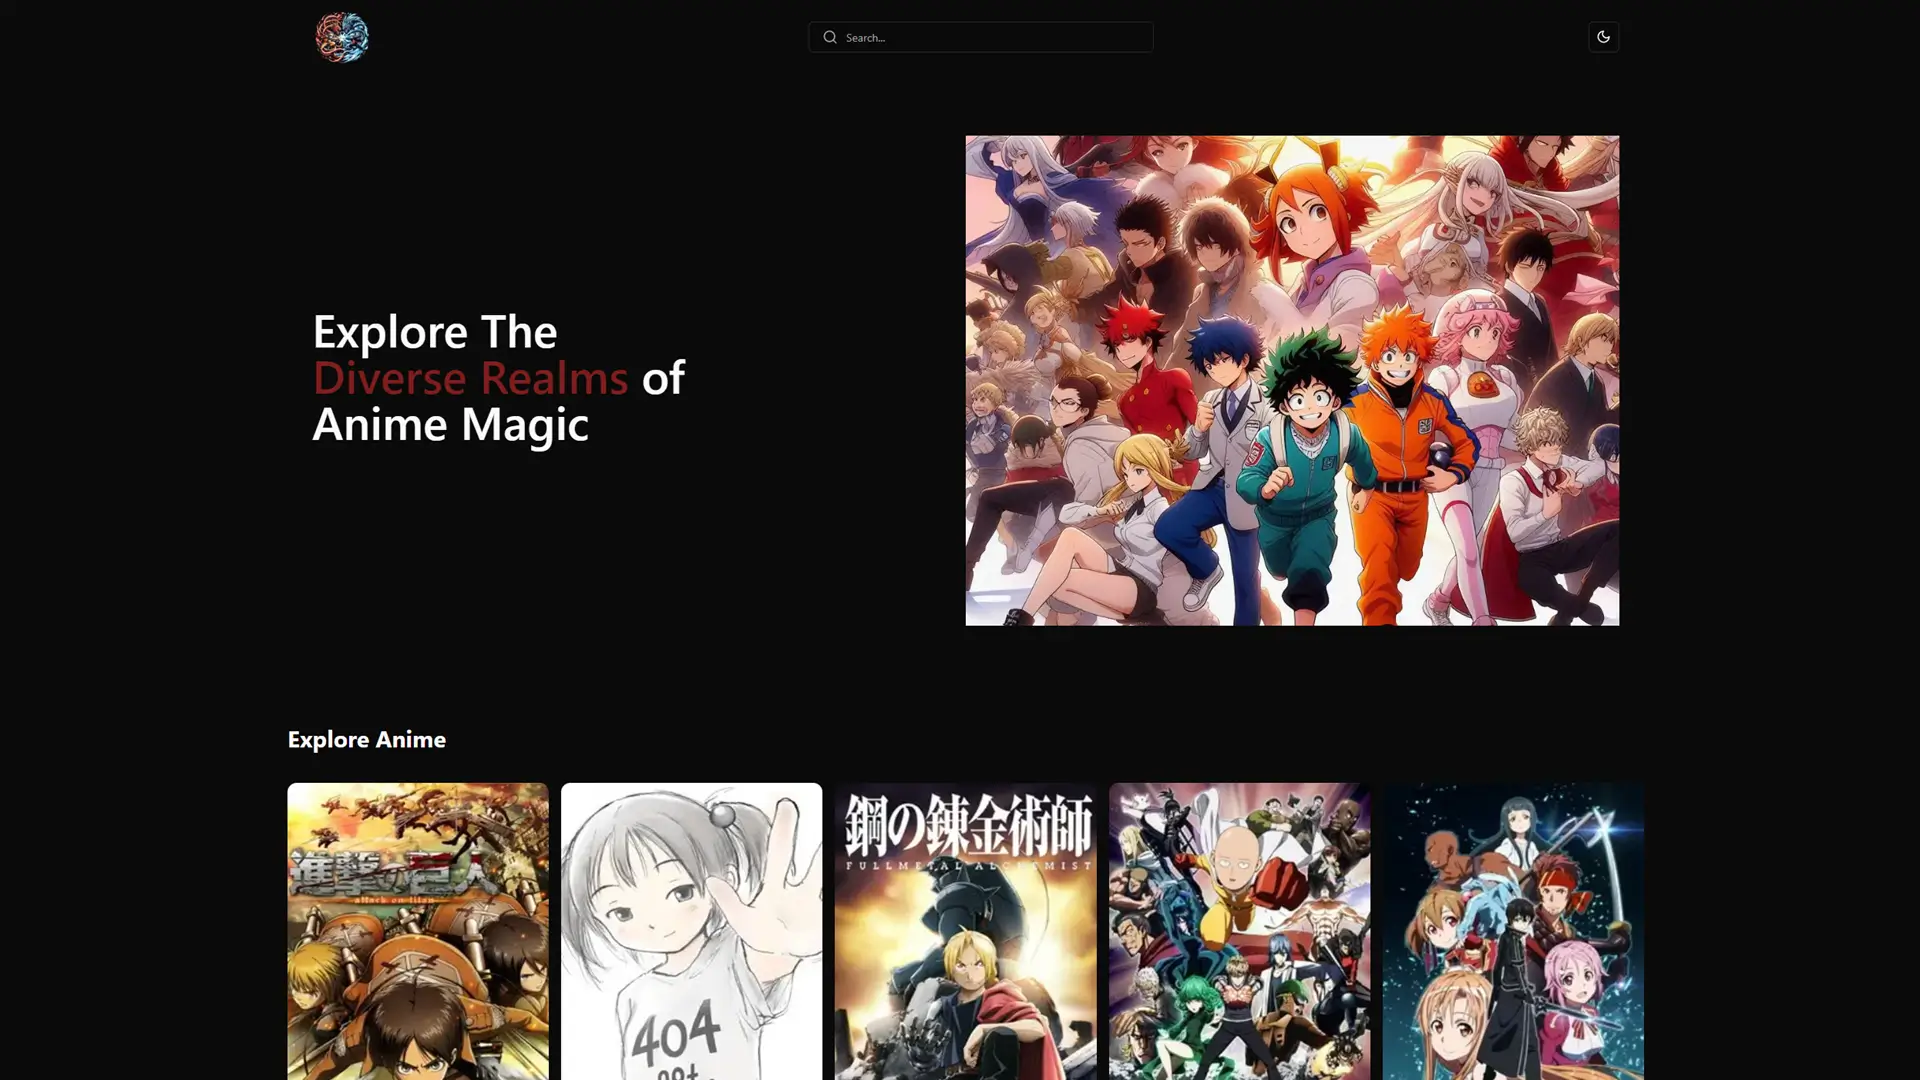 Search...
Explore The
Diverse Realms of
Anime Magic
Explore Anime
進撃の巨人
attack on titan
404
not
鋼の錬金術師
FULLMETAL ALCHEMIST